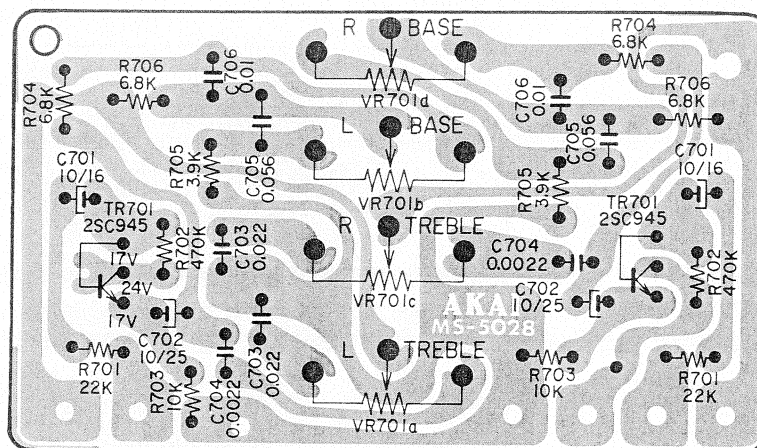 R BASE
VR701d
R704
6.8K
R706
6.8K
C706
0.01
R704
6.8K
C706
0.01
R706
6.8K
L BASE
VR701b
C701
10/16
R705
3.9K
C705
0.056
C705
0.056
R705
3.9K
C701
10/16
TR701
2SC945
17V
24V
17V
R702
470K
C703
0.022
R TREBLE
VR701c
C704
0.0022
TR701
2SC945
R702
470K
C702
10/25
C702
10/25
AKAI
MS-5028
R701
22K
R703
10K
C704
0.0022
C703
0.022
L TREBLE
VR701a
R703
10K
R701
22K